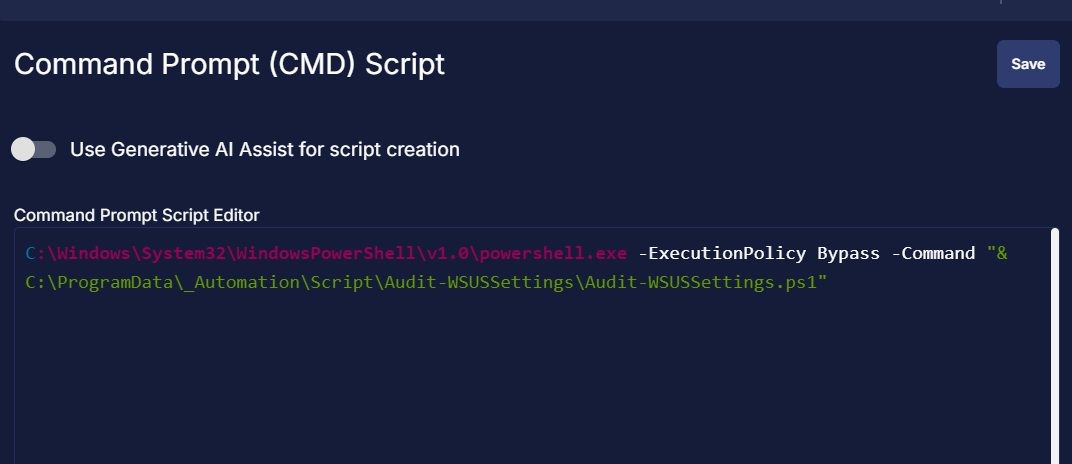 Command Prompt (CMD) Script
Save
Use Generative AI Assist for script creation
Command Prompt Script Editor
C:\Windows\System32\WindowsPowerShell\v1.0\powershell.exe -ExecutionPolicy Bypass -Command "&
C:\ProgramData\_Automation\Script\Audit-WSUSSettings\Audit-WSUSSettings.ps1"